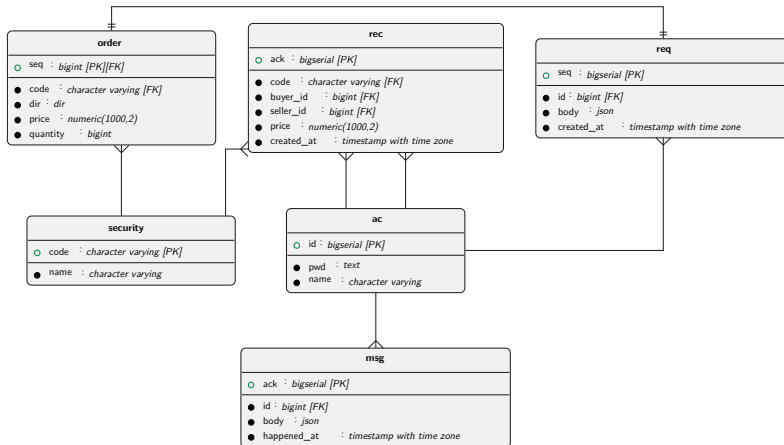 order
seq : bigint [PK][FK]
code : character varying [FK]
dir : dir
price : numeric(1000,2)
quantity : bigint
rec
ack : bigserial [PK]
code : character varying [FK]
buyer_id : bigint [FK]
seller_id : bigint [FK]
price : numeric(1000,2)
created_at : timestamp with time zone
req
seq : bigserial [PK]
id : bigint [FK]
body : json
created_at : timestamp with time zone
security
code : character varying [PK]
name : character varying
ac
id : bigserial [PK]
pwd : text
name : character varying
msg
ack : bigserial [PK]
id : bigint [FK]
body : json
happened_at : timestamp with time zone